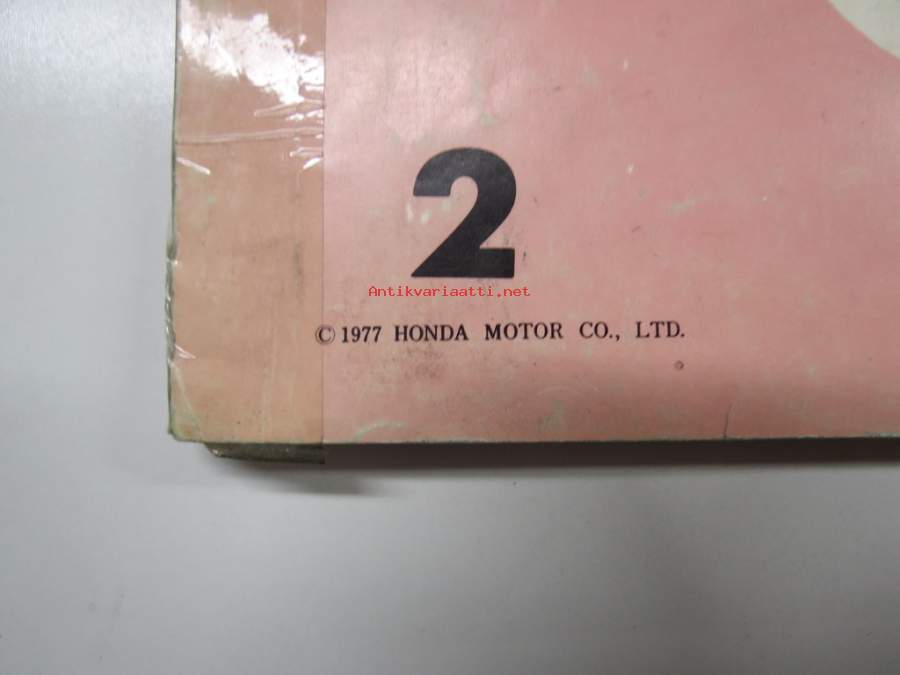 2
Antikvariaatti.net
© 1977 HONDA MOTOR CO., LTD.